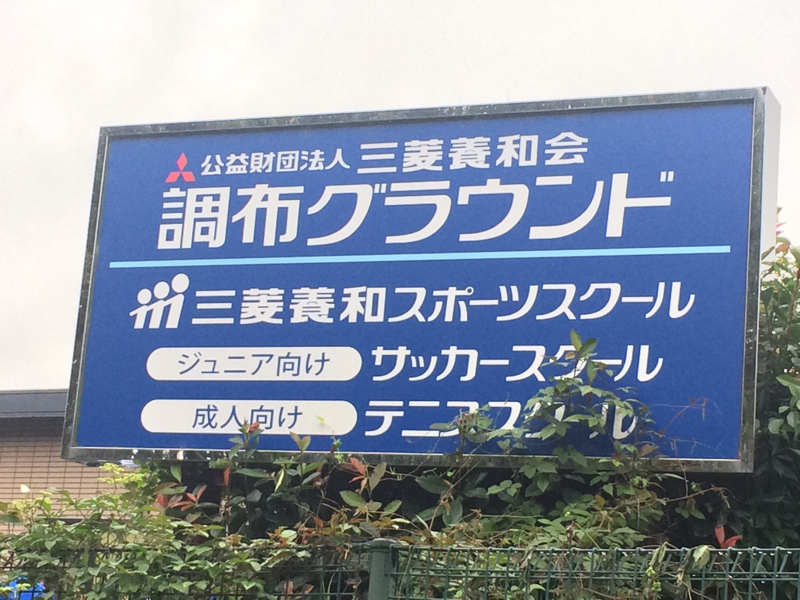 公益財団法人 三菱養和会
調布グラウンド
三菱養和スポーツスクール
ジュニア向け サッカースクール
成人向け テニススクール